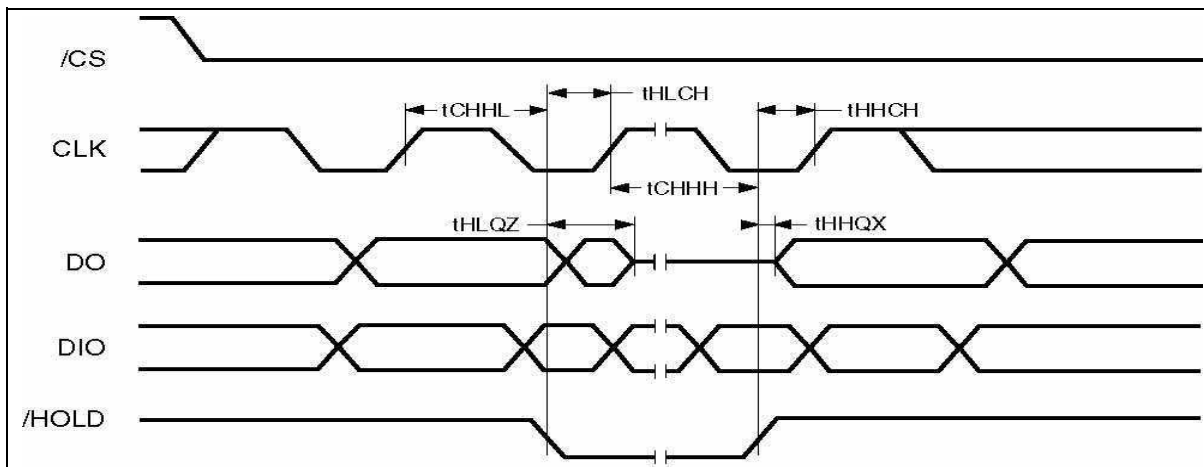 /CS
tHLCH
tHHCH
tCHHL
CLK
tCHHH
tHLQZ
tHHQX
DO
DIO
/HOLD